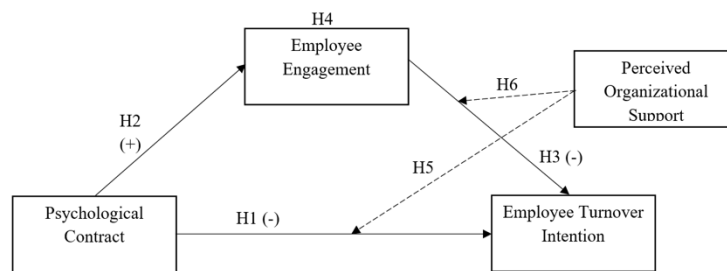 H4
Employee
Engagement
Perceived
Organizational
Support
H6
H2
(+)
H5
H3 (-)
Psychological
Contract
H1 (-)
Employee Turnover
Intention